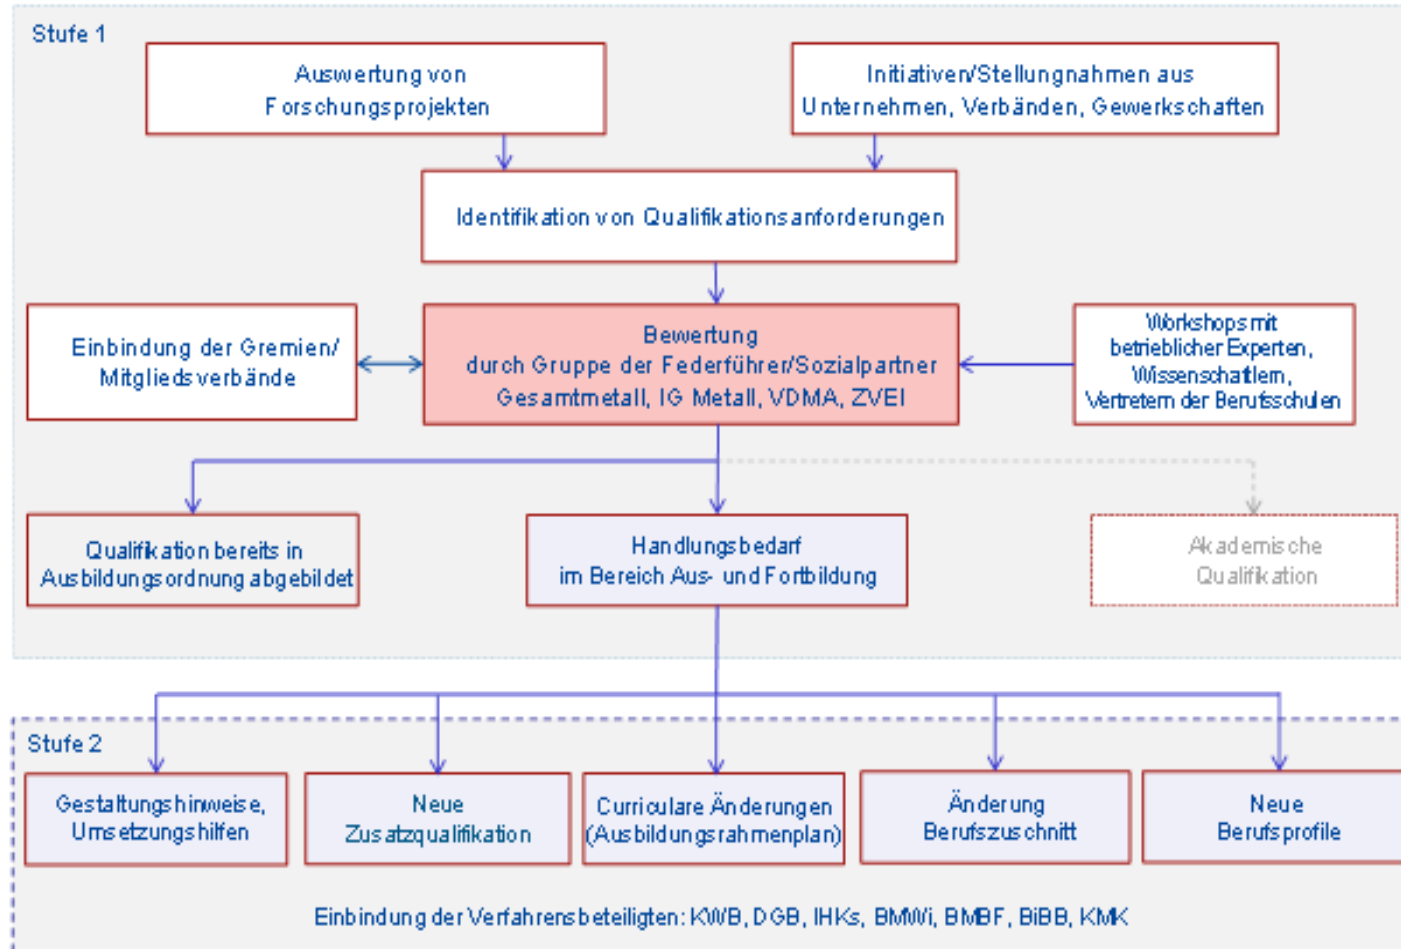 Stufe 1
Auswertung von
Forschungsprojekten
Initiativen/Stellungnahmen aus
Unternehmen, Verbänden, Gewerkschaften
Identifikation von Qualifikationsanforderungen
Einbindung der Gremien/
Mitgliedsverbände
Bewertung
durch Gruppe der Federführer/Sozialpartner
Gesamtmetall, IG Metall, VDMA, ZVEI
Workshops mit
betrieblicher Experten,
Wissenschaftlern,
Vertretern der Berufsschulen
Qualifikation bereits in
Ausbildungsordnung abgebildet
Handlungsbedarf
im Bereich Aus- und Fortbildung
Akademische
Qualifikation
Stufe 2
Gestaltungshinweise,
Umsetzungshilfen
Neue
Zusatzqualifikation
Curriculare Änderungen
(Ausbildungsrahmenplan)
Änderung
Berufszuschnitt
Neue
Berufsprofile
Einbindung der Verfahrensbeteiligten: KWB, DGB, IHKs, BMWi, BMBF, BiBB, KMK